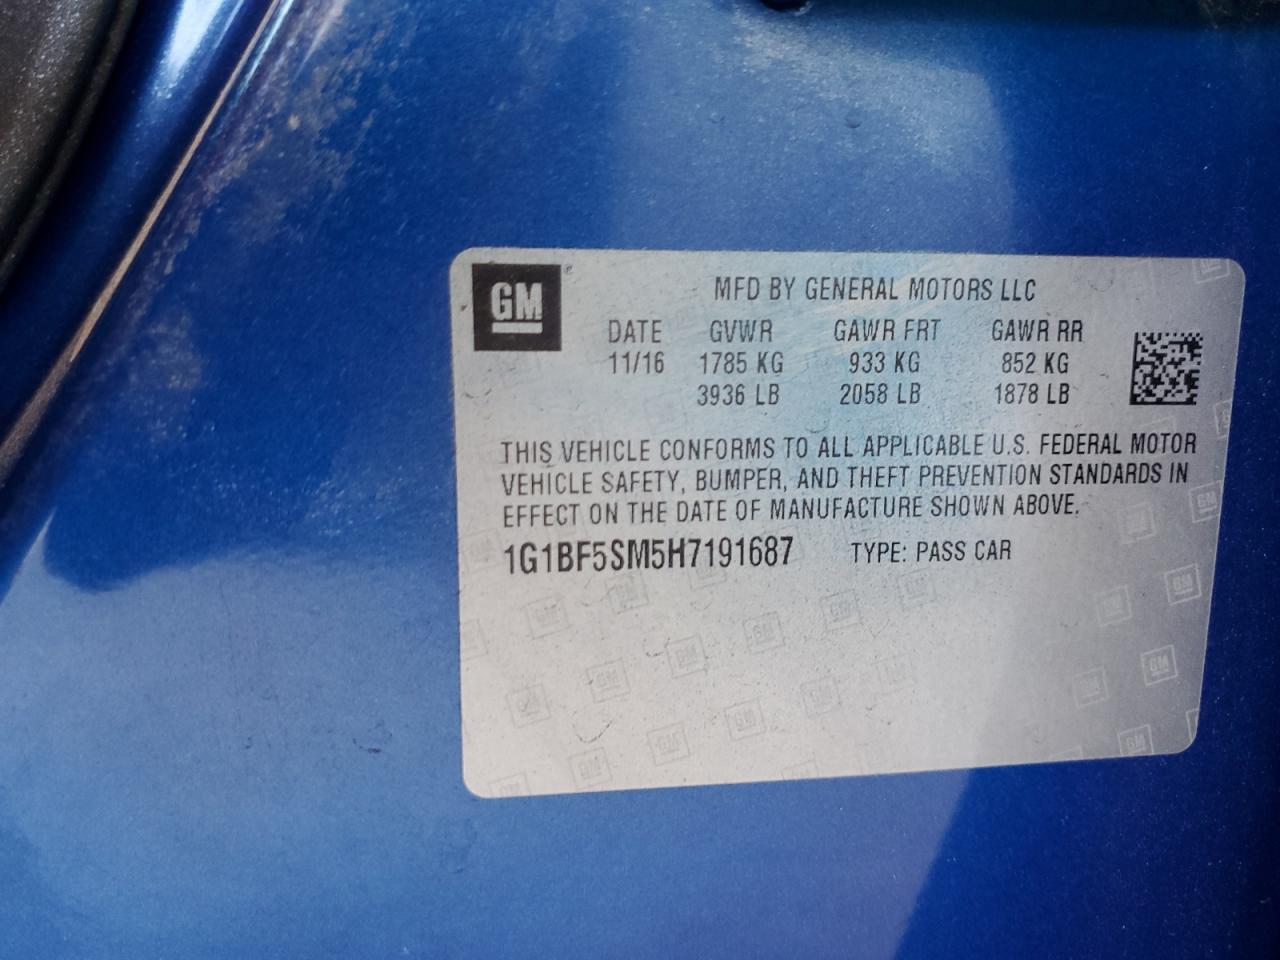 GM
MFD BY GENERAL MOTORS LLC
DATE GVWR GAWR FRT GAWR RR
11/16 1785 KG 933 KG 852 KG
3936 LB 2058 LB 1878 LB
THIS VEHICLE CONFORMS TO ALL APPLICABLE U.S. FEDERAL MOTOR
VEHICLE SAFETY, BUMPER, AND THEFT PREVENTION STANDARDS IN
EFFECT ON THE DATE OF MANUFACTURE SHOWN ABOVE.
1G1BF5SM5H7191687 TYPE: PASS CAR